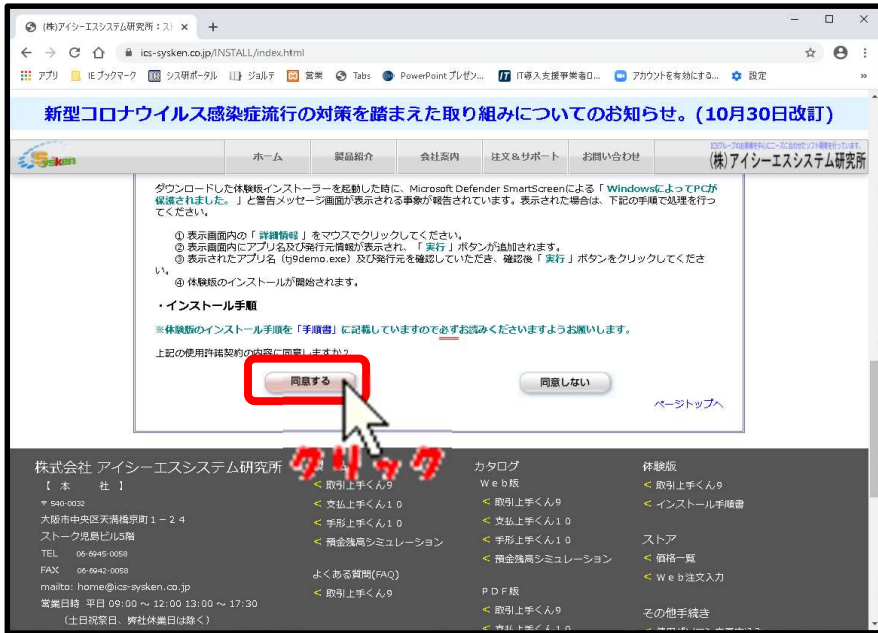 (株)アイシーエスシステム研究所：スト
ics-sysken.co.jp/INSTALL/index.html
アプリ IEブックマーク シス研ポータル ジョルテ 営業 Tabs PowerPoint プレゼン... IT導入支援事業者ロ... アカウントを有効にする... 設定 »
新型コロナウイルス感染症流行の対策を踏まえた取り組みについてのお知らせ。(10月30日改訂)
Sysken
ホーム 製品紹介 会社案内 注文&サポート お問い合わせ
(株)アイシーエスシステム研究所
ダウンロードした体験版インストーラーを起動した時に、Microsoft Defender SmartScreenによる「 WindowsによってPCが
保護されました。 」と警告メッセージ画面が表示される事象が報告されています。表示された場合は、下記の手順で処理を行っ
てください。
① 表示画面内の「 詳細情報 」をマウスでクリックしてください。
② 表示画面内にアプリ名及び発行元情報が表示され、「 実行 」ボタンが追加されます。
③ 表示されたアプリ名（tj9demo.exe）及び発行元を確認していただき、確認後「 実行 」ボタンをクリックしてくださ
い。
④ 体験版のインストールが開始されます。
・インストール手順
※体験版のインストール手順を「手順書」に記載していますので必ずお読みくださいますようお願いします。
上記の使用許諾契約の内容に同意しますか？
同意する 同意しない
ページトップへ
クリック
株式会社 アイシーエスシステム研究所
【 本 社 】
〒 540-0032
大阪市中央区天満橋京町１－２４
ストーク児島ビル5階
TEL 06-6945-0058
FAX 06-6942-0058
mailto: home@ics-sysken.co.jp
営業日時 平日 09:00 ～ 12:00 13:00 ～ 17:30
（土日祝祭日、弊社休業日は除く）
< 取引上手くん9
< 支払上手くん１０
< 手形上手くん１０
< 預金残高シミュレーション
よくある質問(FAQ)
< 取引上手くん9
カタログ
Ｗｅｂ版
< 取引上手くん9
< 支払上手くん１０
< 手形上手くん１０
< 預金残高シミュレーション
ＰＤＦ版
< 取引上手くん9
< 支払上手くん１０
体験版
< 取引上手くん9
< インストール手順書
ストア
< 価格一覧
< Ｗｅｂ注文入力
その他手続き